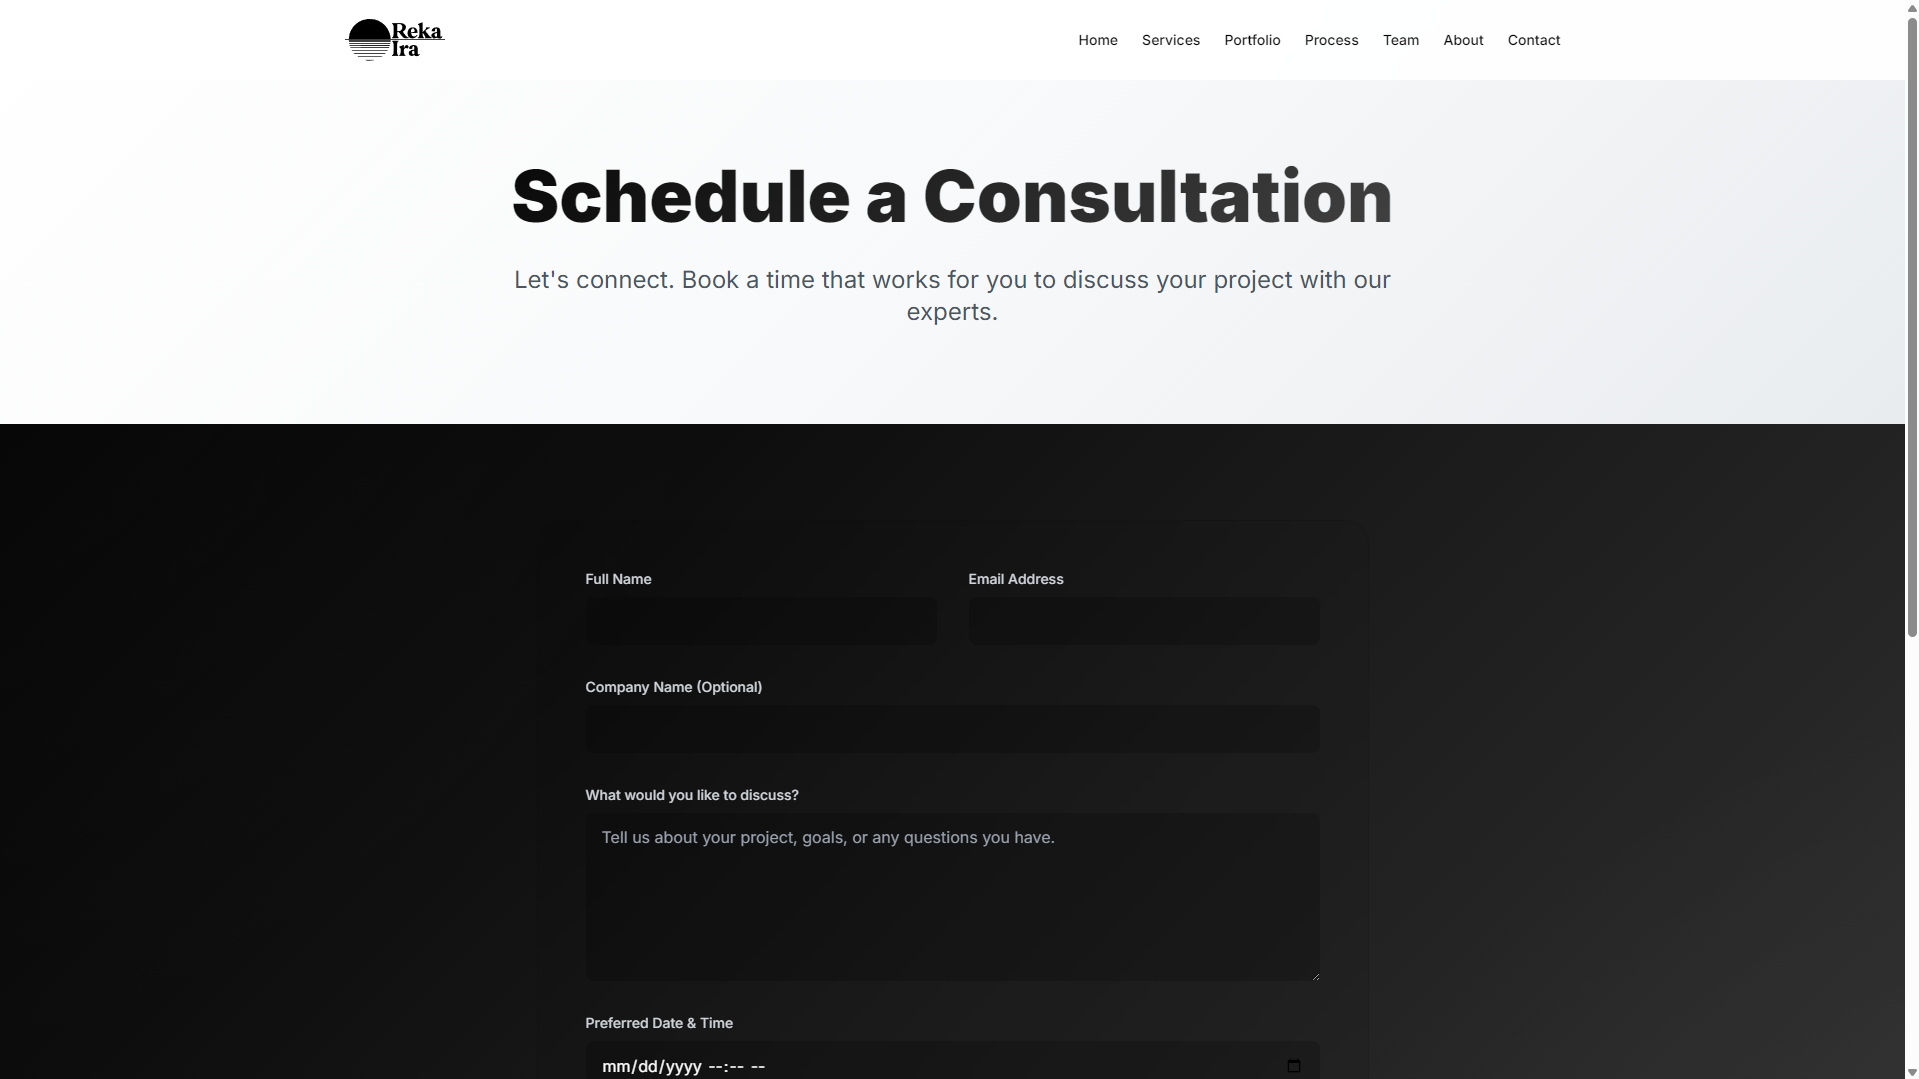 Reka
Ira
Home Services Portfolio Process Team About Contact
Schedule a Consultation
Let's connect. Book a time that works for you to discuss your project with our
experts.
Full Name Email Address
Company Name (Optional)
What would you like to discuss?
Tell us about your project, goals, or any questions you have.
Preferred Date & Time
mm/dd/yyyy --:-- --